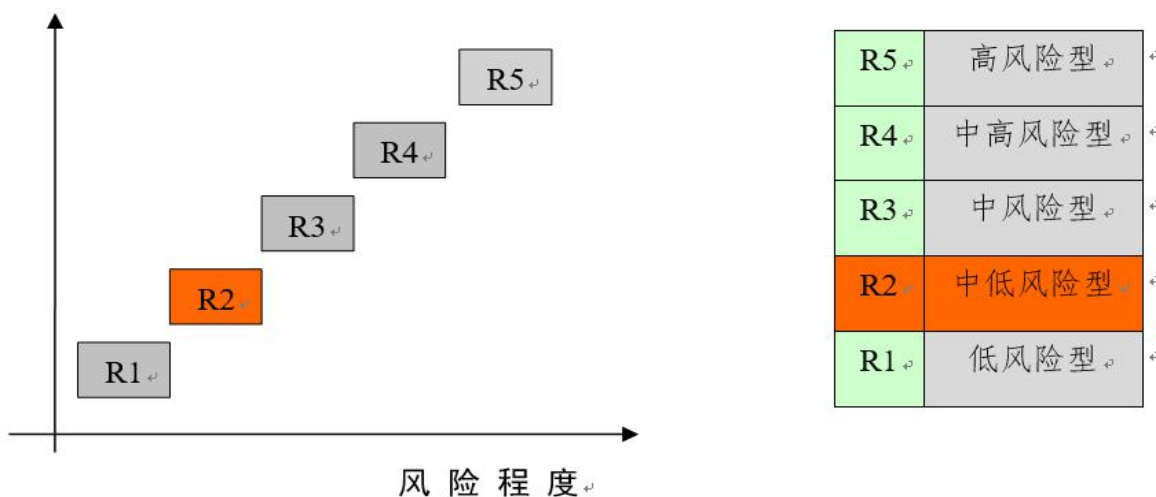 R5
R4
R3
R2
R1
风险程度
R5 高风险型
R4 中高风险型
R3 中风险型
R2 中低风险型
R1 低风险型